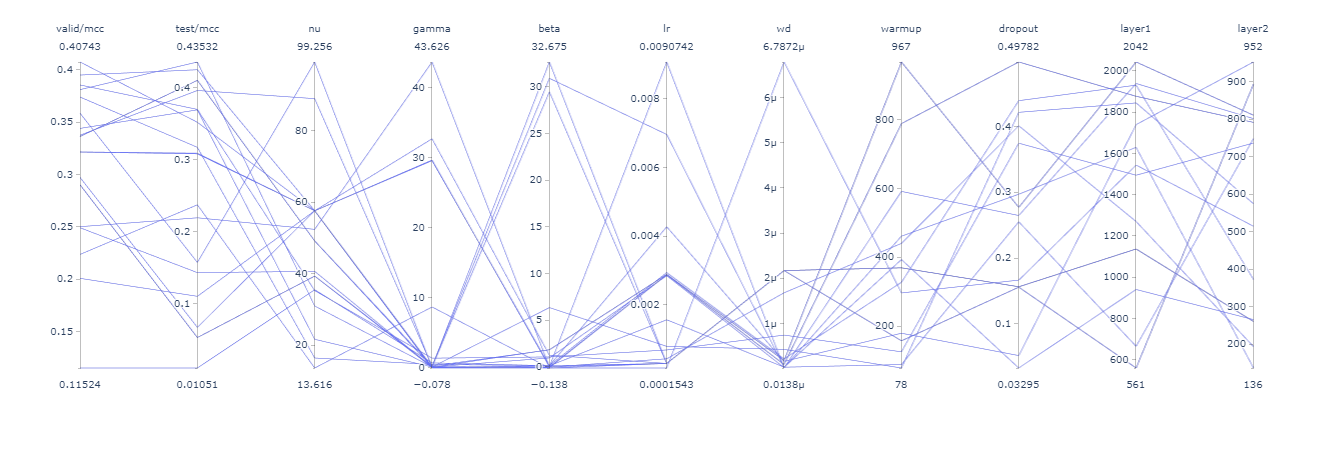 valid/mcc test/mcc nu gamma beta lr wd warmup dropout layer1 layer2
0.40743 0.43532 99.256 43.626 32.675 0.0090742 6.7872μ 967 0.49782 2042 952
0.4 0.35 0.3 0.25 0.2 0.15
0.4 0.3 0.2 0.1
80 60 40 20
40 30 20 10 0
30 25 20 15 10 5 0
0.008 0.006 0.004 0.002
6μ 5μ 4μ 3μ 2μ 1μ
800 600 400 200
0.4 0.3 0.2 0.1
2000 1800 1600 1400 1200 1000 800 600
900 800 700 600 500 400 300 200
0.11524 0.01051 13.616 −0.078 −0.138 0.0001543 0.0138μ 78 0.03295 561 136